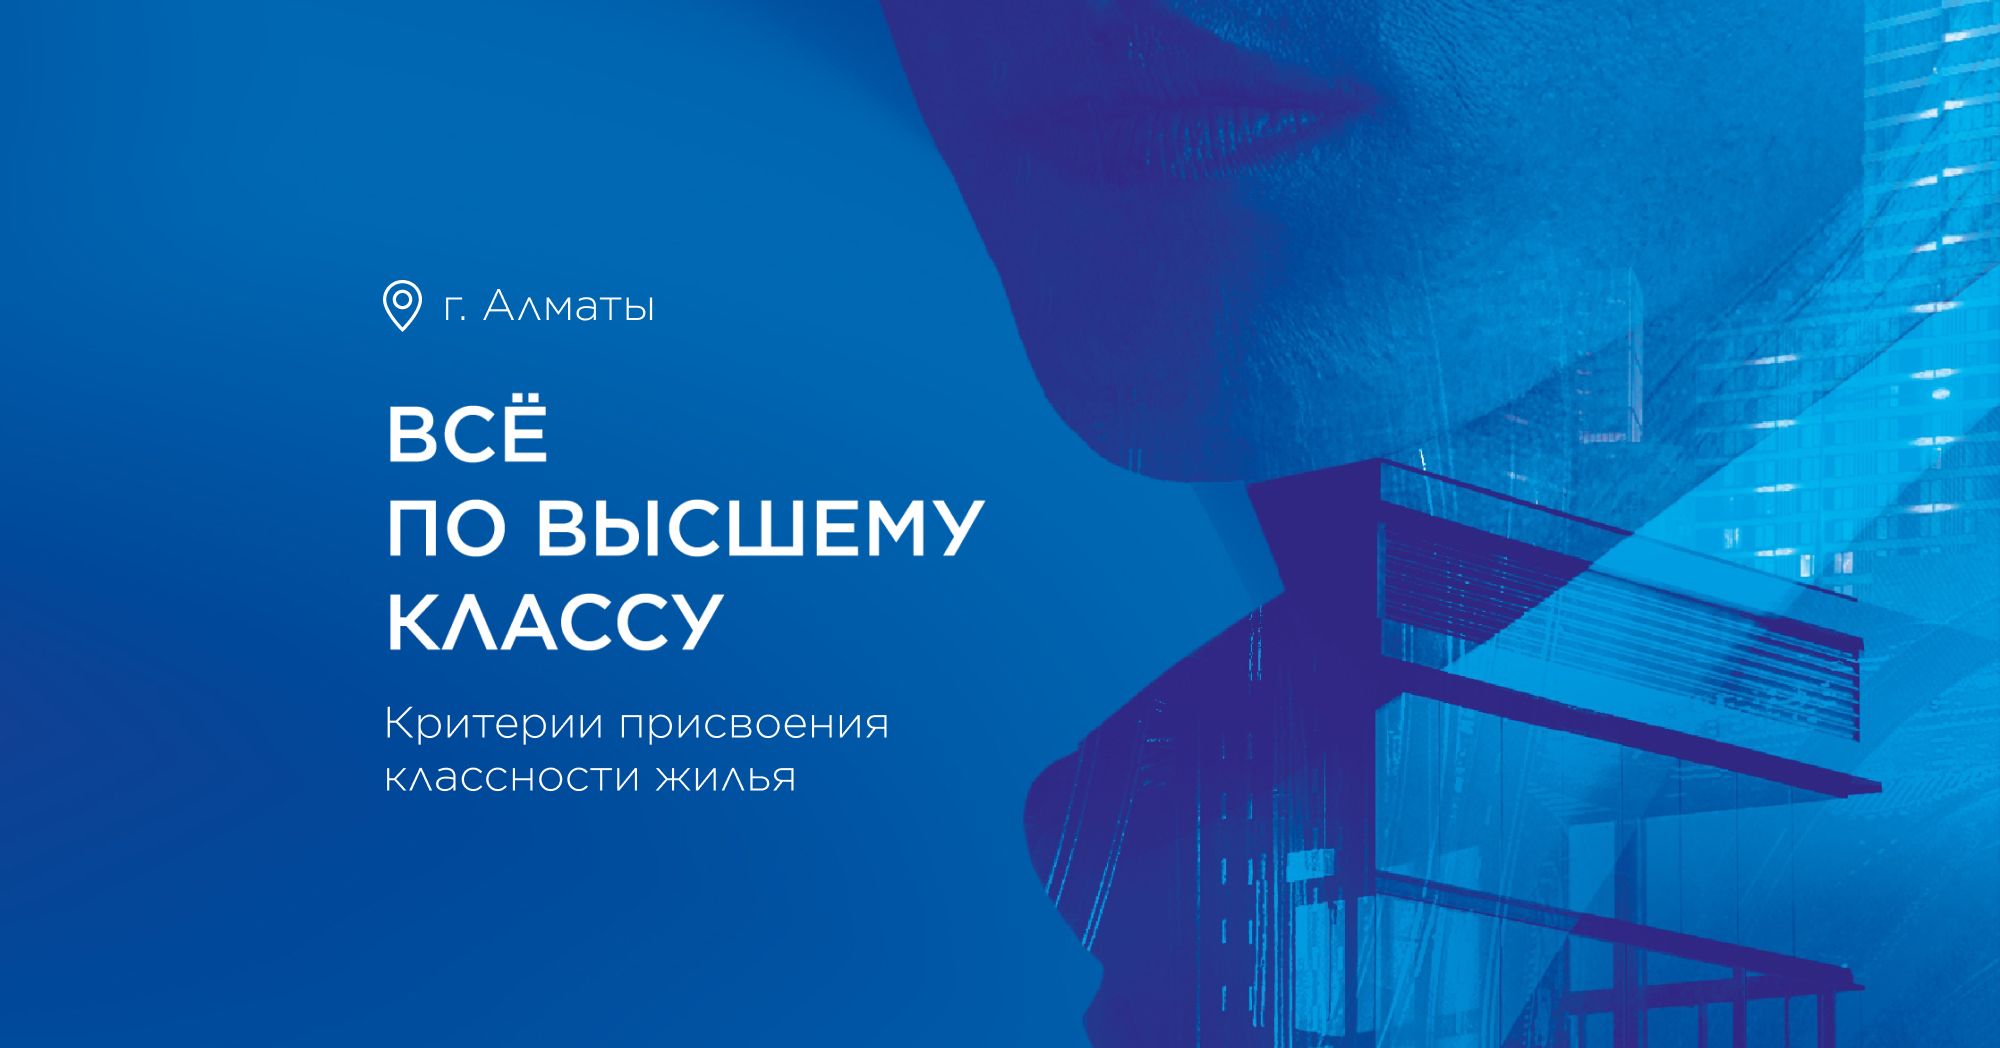 г. Алматы
ВСЁ
ПО ВЫСШЕМУ
КЛАССУ
Критерии присвоения
классности жилья